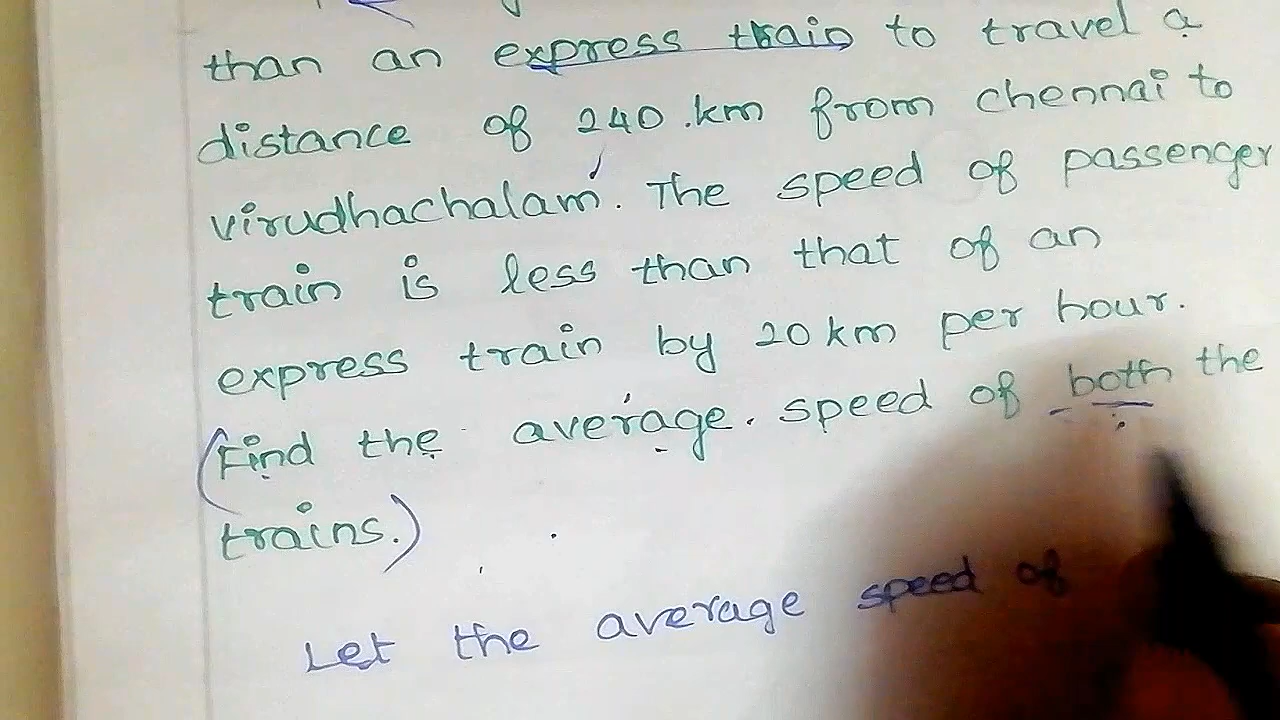 than an express train to travel a
distance of 240 km from chennai to
virudhachalam. The speed of passenger
train is less than that of an
express train by 20 km per hour.
(Find the average speed of both the
trains.)
Let the average speed of